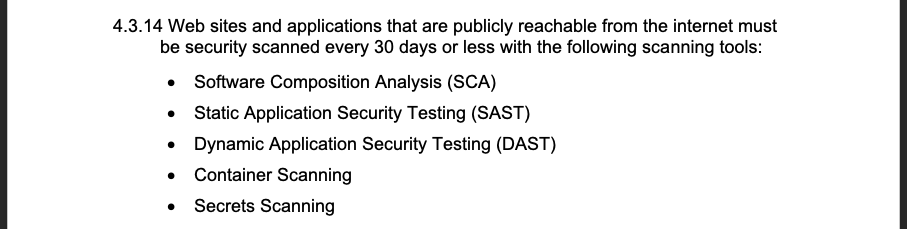 4.3.14 Web sites and applications that are publicly reachable from the internet must
be security scanned every 30 days or less with the following scanning tools:
• Software Composition Analysis (SCA)
• Static Application Security Testing (SAST)
• Dynamic Application Security Testing (DAST)
• Container Scanning
• Secrets Scanning